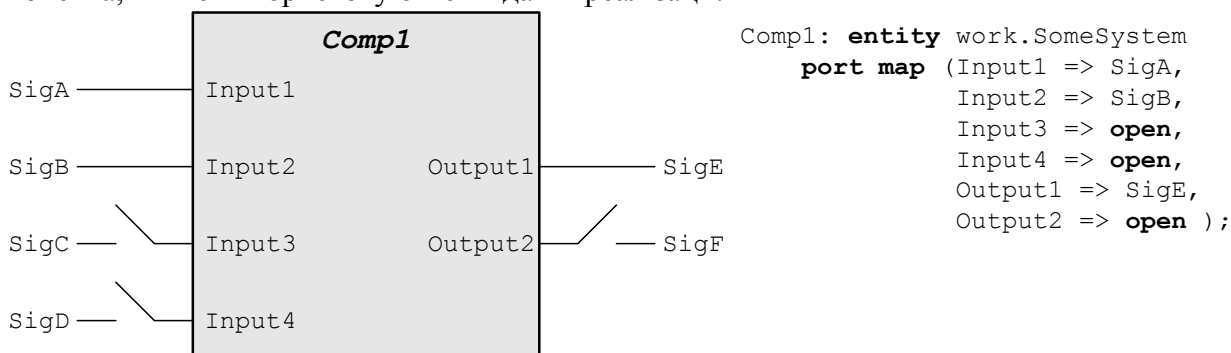 Comp1
SigA
Input1
SigB
Input2
Output1
SigE
SigC
Input3
Output2
SigF
SigD
Input4
Comp1: entity work.SomeSystem
port map (Input1 => SigA,
Input2 => SigB,
Input3 => open,
Input4 => open,
Output1 => SigE,
Output2 => open );